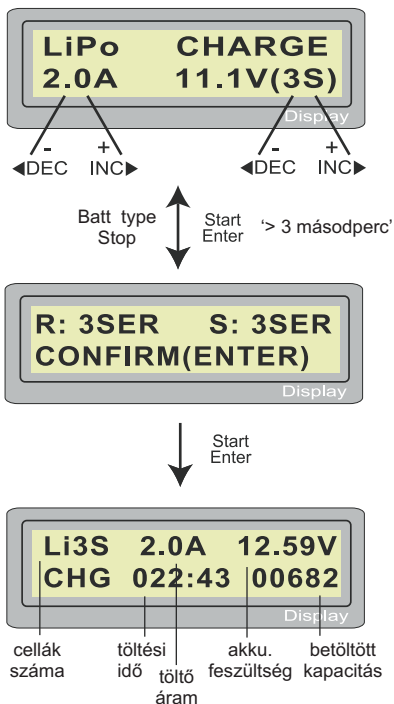 LiPo CHARGE
2.0A 11.1V(3S)
Display
- + - +
◀DEC INC▶ ◀DEC INC▶
Batt type Start '> 3 másodperc'
Stop Enter
R: 3SER S: 3SER
CONFIRM(ENTER)
Display
Start
Enter
Li3S 2.0A 12.59V
CHG 022:43 00682
Display
cellák töltési akku. betöltött
száma idő töltő feszültség kapacitás
áram